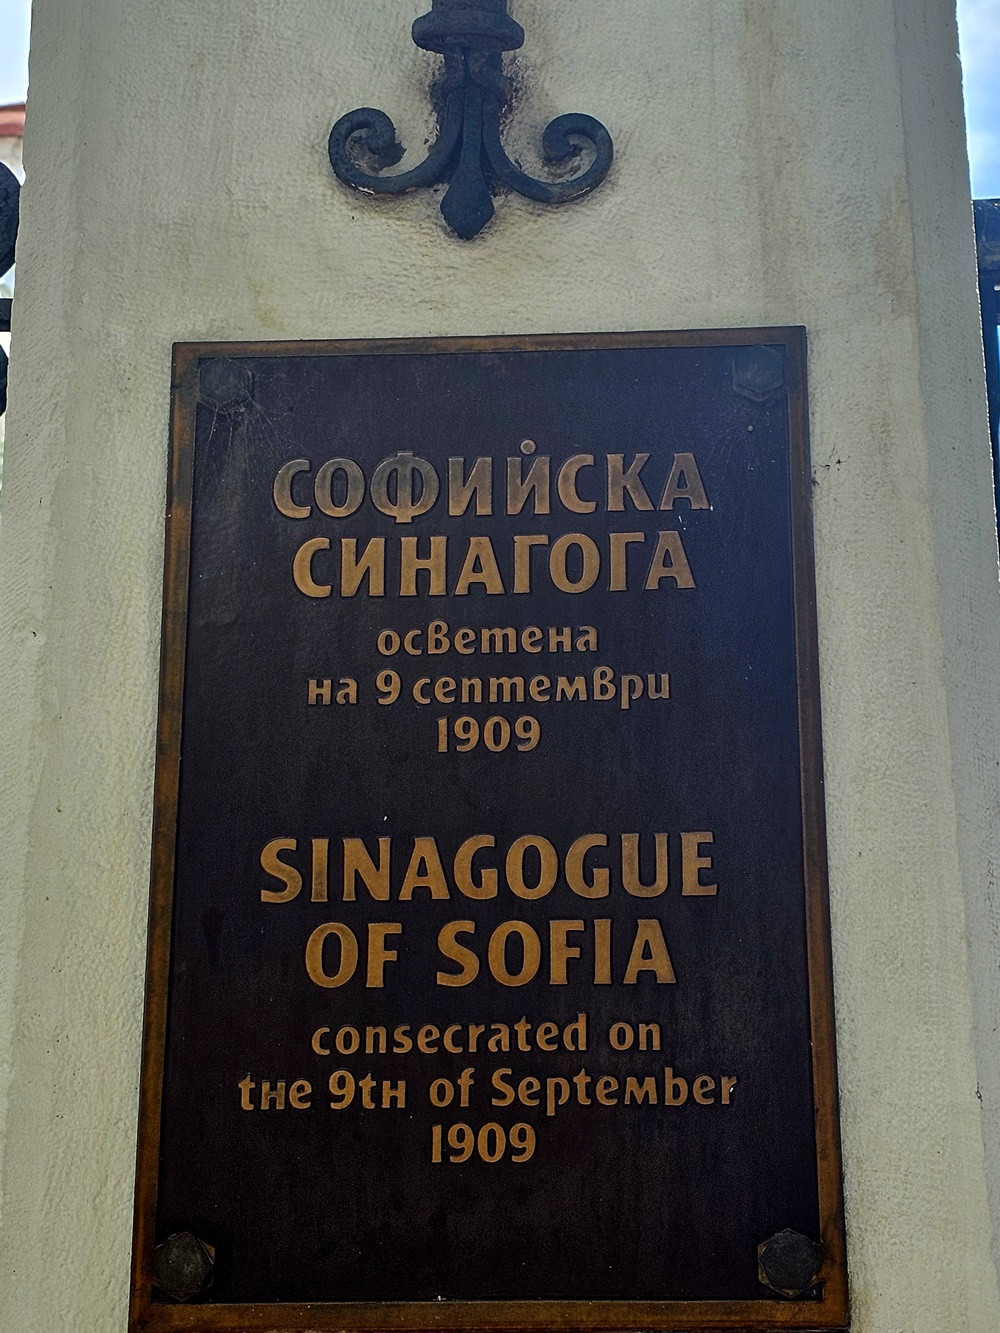 СОФИЙСКА
СИНАГОГА
осветена
на 9 септември
1909
SINAGOGUE
OF SOFIA
consecrated on
the 9th of September
1909